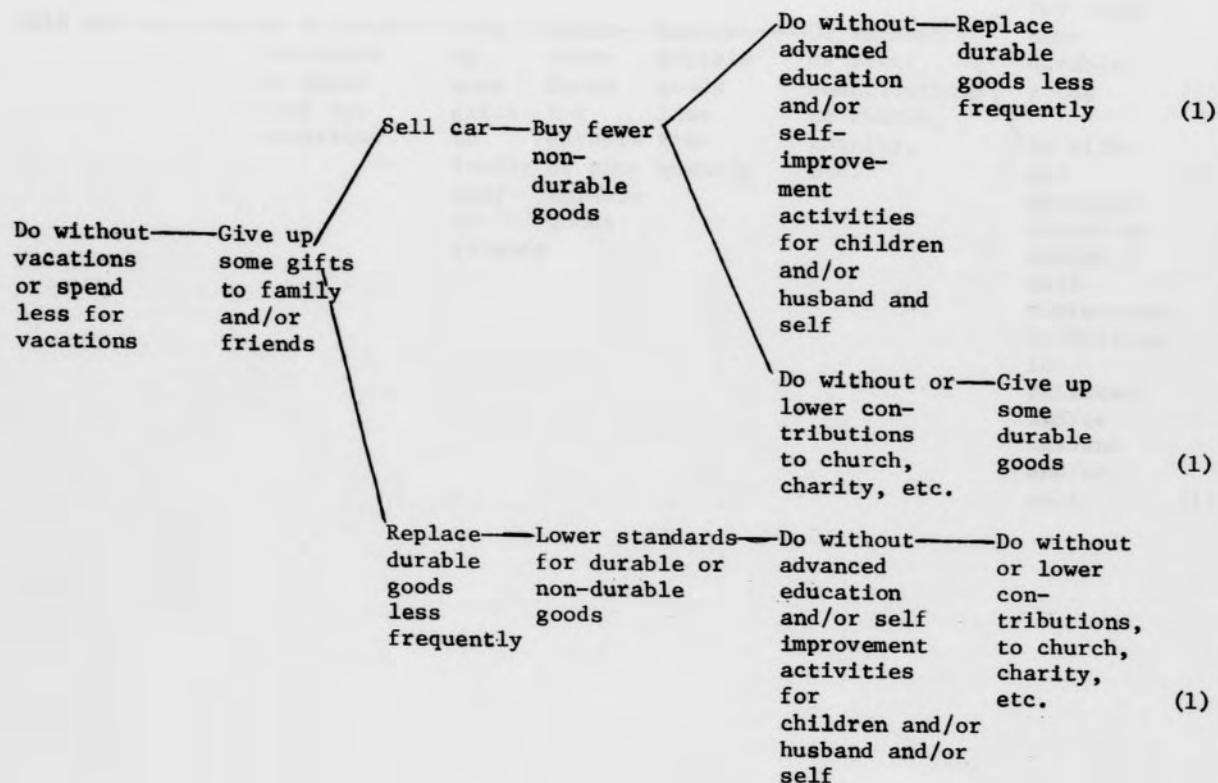 Do without
vacations
or spend
less for
vacations
Give up
some gifts
to family
and/or
friends
Sell car
Buy fewer
non-
durable
goods
Do without
advanced
education
and/or
self-
improve-
ment
activities
for children
and/or
husband and
self
Replace
durable
goods less
frequently
(1)
Do without or
lower con-
tributions
to church,
charity, etc.
Give up
some
durable
goods
(1)
Replace
durable
goods
less
frequently
Lower standards
for durable or
non-durable
goods
Do without
advanced
education
and/or self
improvement
activities
for
children and/or
husband and/or
self
Do without
or lower
con-
tributions,
to church,
charity,
etc.
(1)